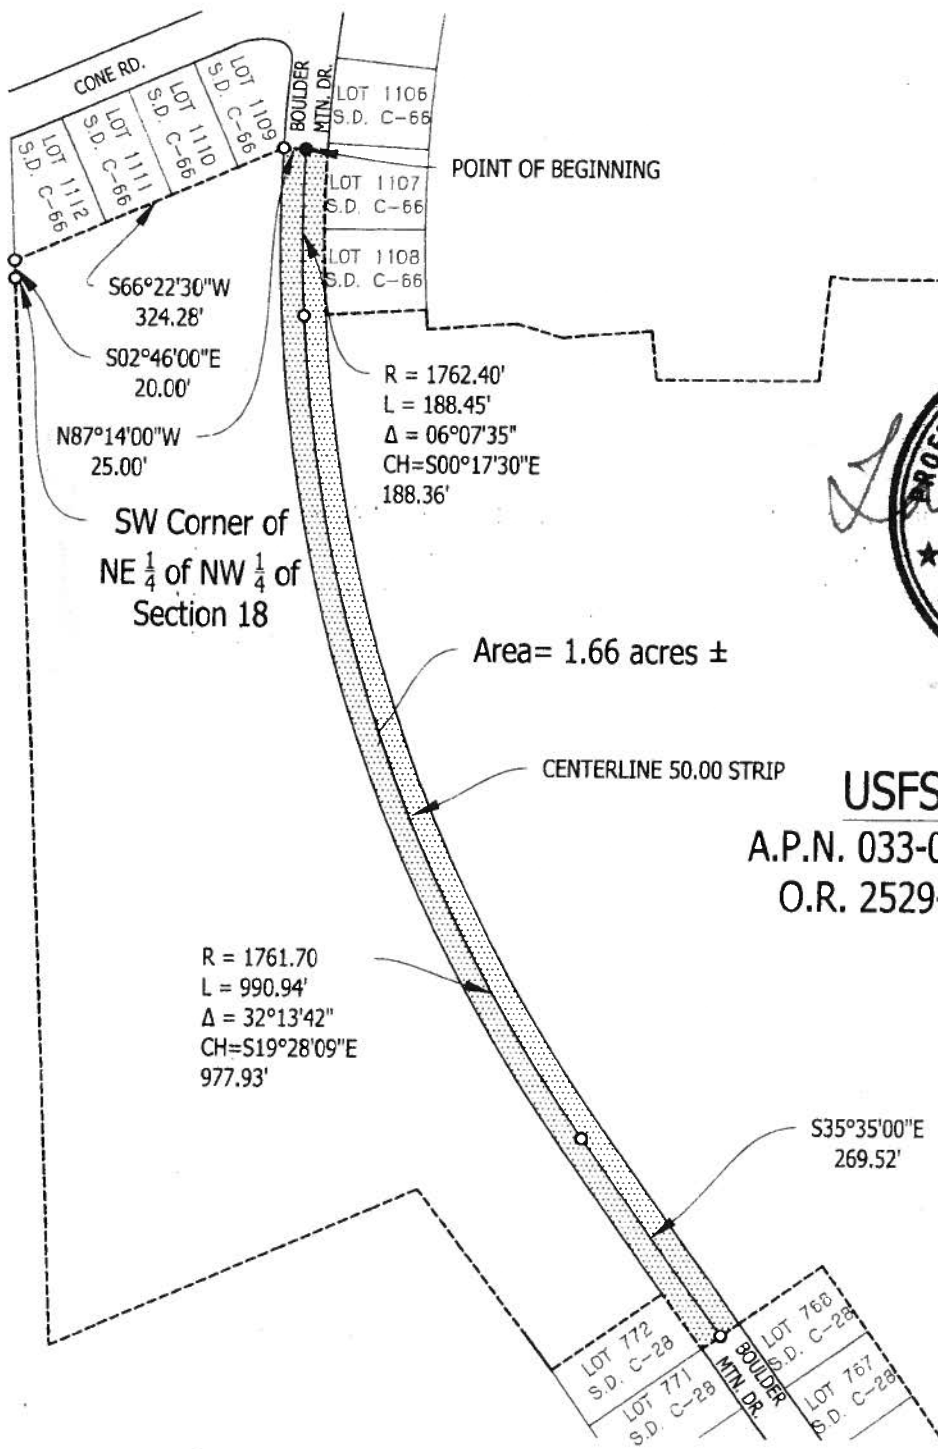 CONE RD.
LOT 1109
S.D. C-66
LOT 1110
S.D. C-66
LOT 1111
S.D. C-66
LOT 1112
S.D. C-66
BOULDER
MTN. DR.
LOT 1106
S.D. C-66
LOT 1107
S.D. C-66
LOT 1108
S.D. C-66
POINT OF BEGINNING
S66°22'30"W
324.28'
S02°46'00"E
20.00'
N87°14'00"W
25.00'
R = 1762.40'
L = 188.45'
Δ = 06°07'35"
CH=S00°17'30"E
188.36'
SW Corner of
NE 1/4 of NW 1/4 of
Section 18
Area= 1.66 acres ±
CENTERLINE 50.00 STRIP
USFS
A.P.N. 033-0
O.R. 2529-
R = 1761.70
L = 990.94'
Δ = 32°13'42"
CH=S19°28'09"E
977.93'
S35°35'00"E
269.52'
LOT 772
S.D. C-28
LOT 771
S.D. C-28
BOULDER
MTN. DR.
LOT 768
S.D. C-28
LOT 767
S.D. C-28